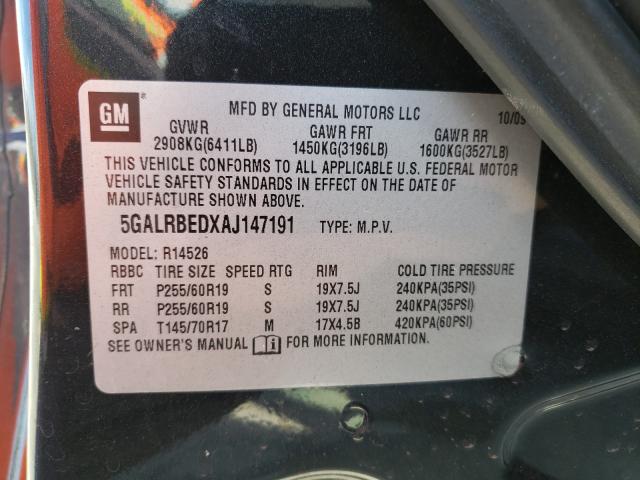 GM ®
MFD BY GENERAL MOTORS LLC 10/09
GVWR GAWR FRT GAWR RR
2908KG(6411LB) 1450KG(3196LB) 1600KG(3527LB)
THIS VEHICLE CONFORMS TO ALL APPLICABLE U.S. FEDERAL MOTOR
VEHICLE SAFETY STANDARDS IN EFFECT ON THE DATE OF
MANUFACTURE SHOWN ABOVE.
5GALRBEDXAJ147191 TYPE: M.P.V.
MODEL: R14526
RBBC TIRE SIZE SPEED RTG RIM COLD TIRE PRESSURE
FRT P255/60R19 S 19X7.5J 240KPA(35PSI)
RR P255/60R19 S 19X7.5J 240KPA(35PSI)
SPA T145/70R17 M 17X4.5B 420KPA(60PSI)
SEE OWNER'S MANUAL i FOR MORE INFORMATION.